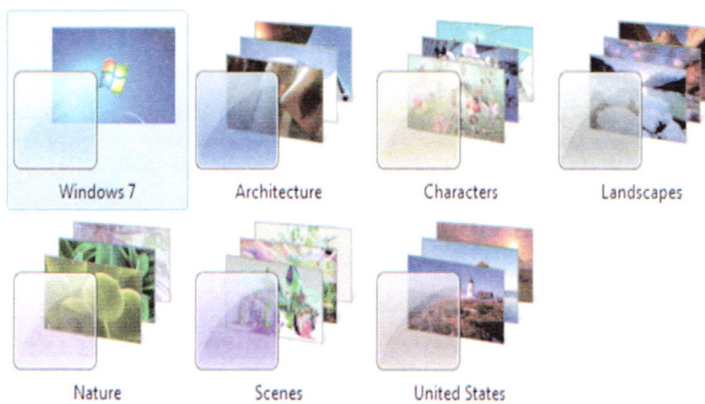 Windows 7
Architecture
Characters
Landscapes
Nature
Scenes
United States